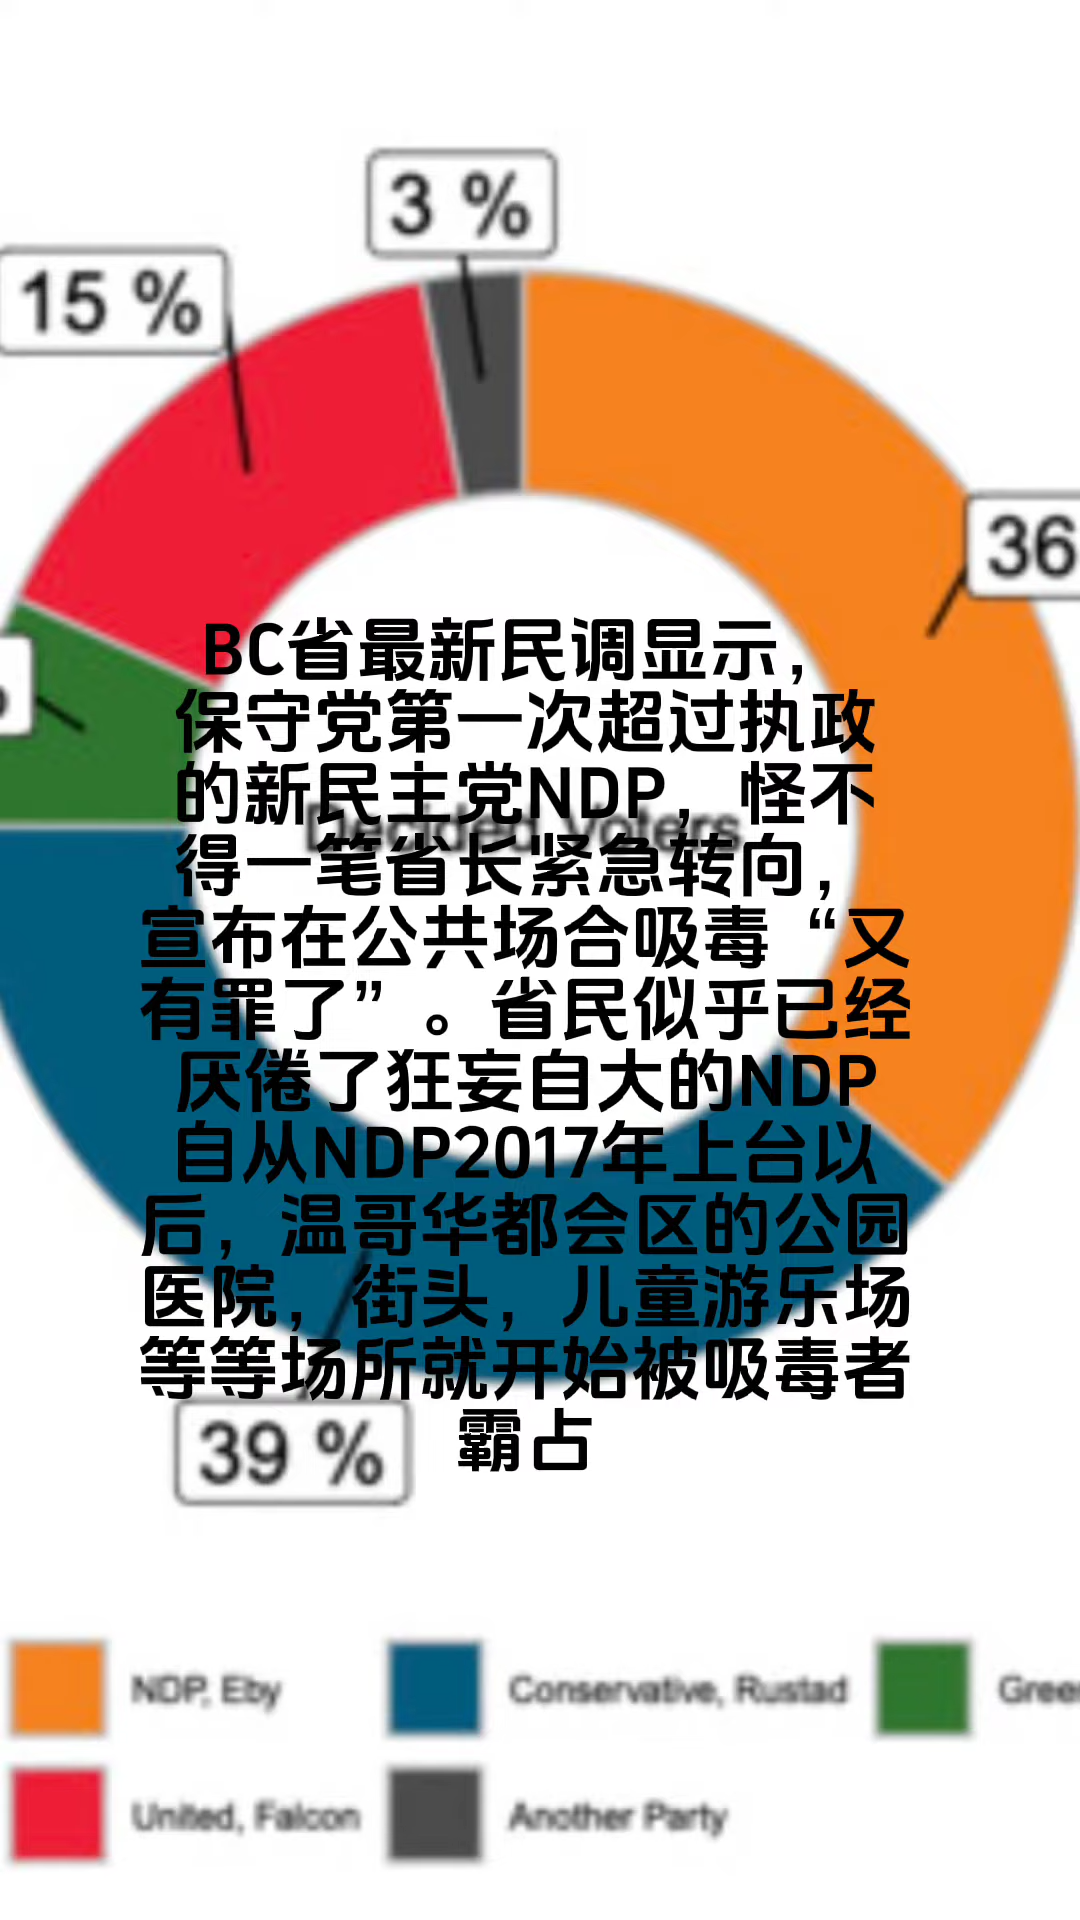 3 %
15 %
36
BC省最新民调显示，
保守党第一次超过执政
的新民主党NDP，怪不
Decided Voters
得一笔省长紧急转向，
宣布在公共场合吸毒“又
有罪了”。省民似乎已经
厌倦了狂妄自大的NDP
自从NDP2017年上台以
后，温哥华都会区的公园
医院，街头，儿童游乐场
等等场所就开始被吸毒者
霸占
39 %
NDP, Eby
Conservative, Rustad
United, Falcon
Another Party